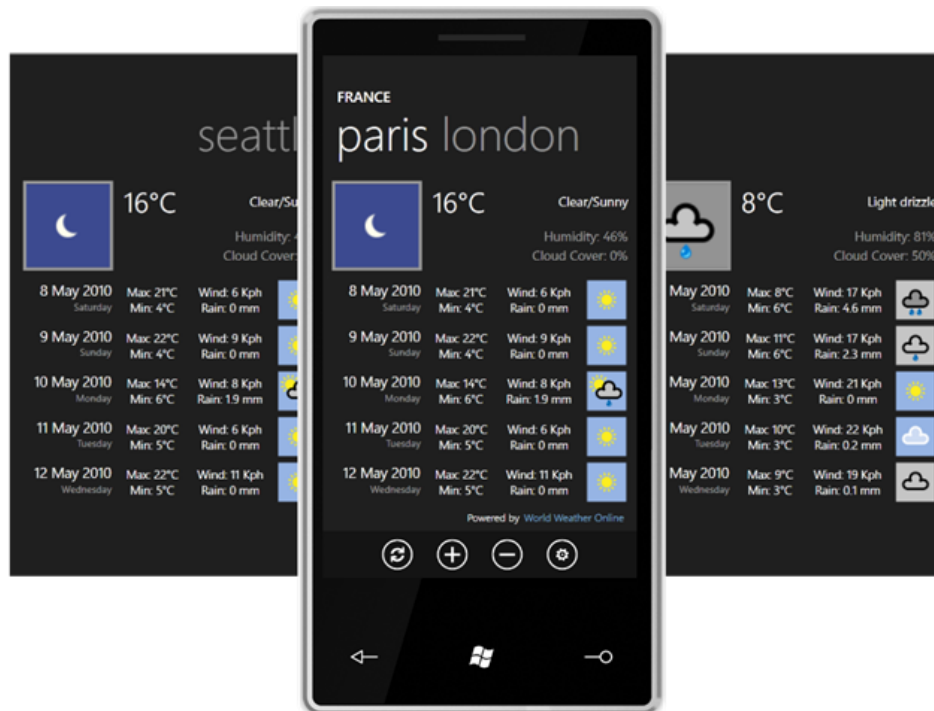 seattl
16°C
Clear/Su
Humidity: 4
Cloud Cover:
8 May 2010 Max: 21°C Wind: 6 Kph
Saturday Min: 4°C Rain: 0 mm
9 May 2010 Max: 22°C Wind: 9 Kph
Sunday Min: 4°C Rain: 0 mm
10 May 2010 Max: 14°C Wind: 8 Kph
Monday Min: 6°C Rain: 1.9 mm
11 May 2010 Max: 20°C Wind: 6 Kph
Tuesday Min: 5°C Rain: 0 mm
12 May 2010 Max: 22°C Wind: 11 Kph
Wednesday Min: 5°C Rain: 0 mm
FRANCE
paris london
16°C Clear/Sunny
Humidity: 46%
Cloud Cover: 0%
8 May 2010 Max: 21°C Wind: 6 Kph
Saturday Min: 4°C Rain: 0 mm
9 May 2010 Max: 22°C Wind: 9 Kph
Sunday Min: 4°C Rain: 0 mm
10 May 2010 Max: 14°C Wind: 8 Kph
Monday Min: 6°C Rain: 1.9 mm
11 May 2010 Max: 20°C Wind: 6 Kph
Tuesday Min: 5°C Rain: 0 mm
12 May 2010 Max: 22°C Wind: 11 Kph
Wednesday Min: 5°C Rain: 0 mm
Powered by World Weather Online
8°C Light drizzle
Humidity: 81%
Cloud Cover: 50%
May 2010 Max: 8°C Wind: 17 Kph
Saturday Min: 6°C Rain: 4.6 mm
May 2010 Max: 11°C Wind: 17 Kph
Sunday Min: 6°C Rain: 2.3 mm
May 2010 Max: 13°C Wind: 21 Kph
Monday Min: 3°C Rain: 0 mm
May 2010 Max: 10°C Wind: 22 Kph
Tuesday Min: 3°C Rain: 0.2 mm
May 2010 Max: 9°C Wind: 19 Kph
Wednesday Min: 3°C Rain: 0.1 mm